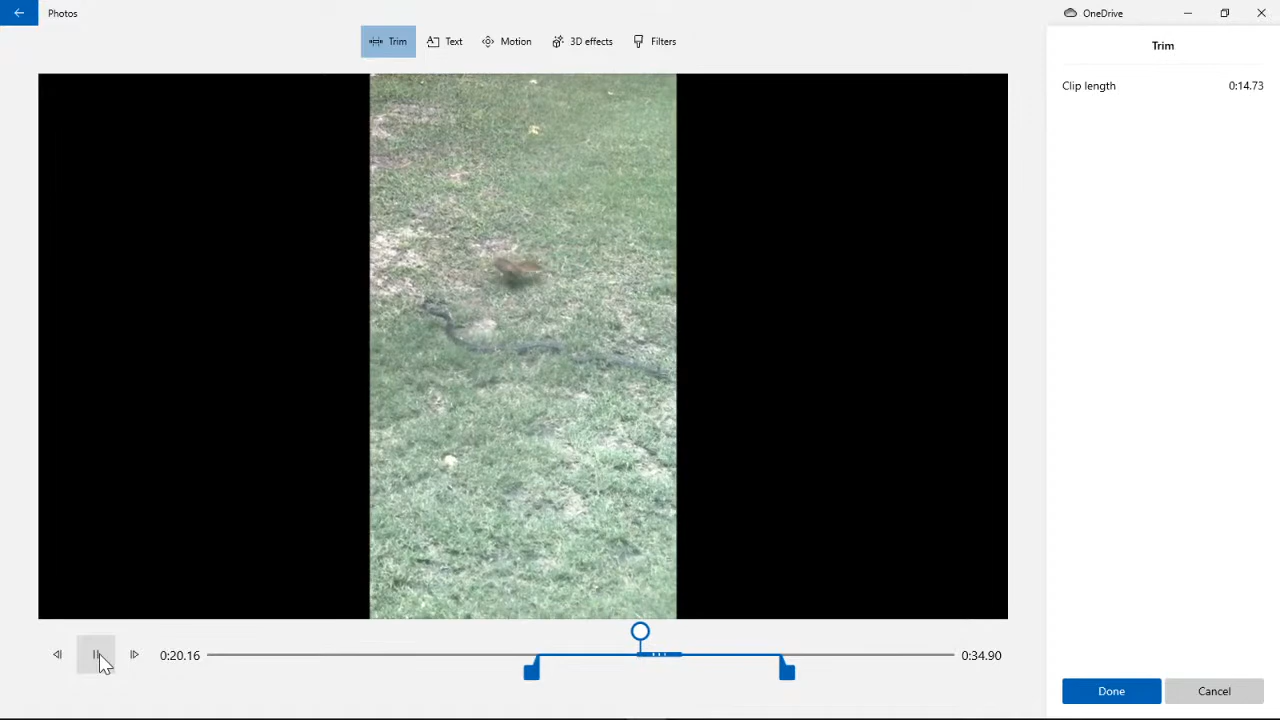 Photos
OneDrive
Trim
Text
Motion
3D effects
Filters
Trim
Clip length
0:14.73
0:20.16
0:34.90
Done
Cancel